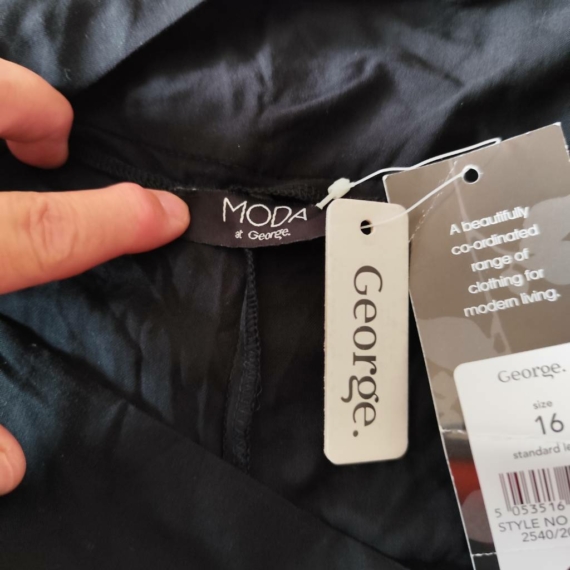 MODA
at George.
George.
A beautifully
co-ordinated
range of
clothing for
modern living.
George.
size
16
standard le
5 053516
STYLE NO
2540/20